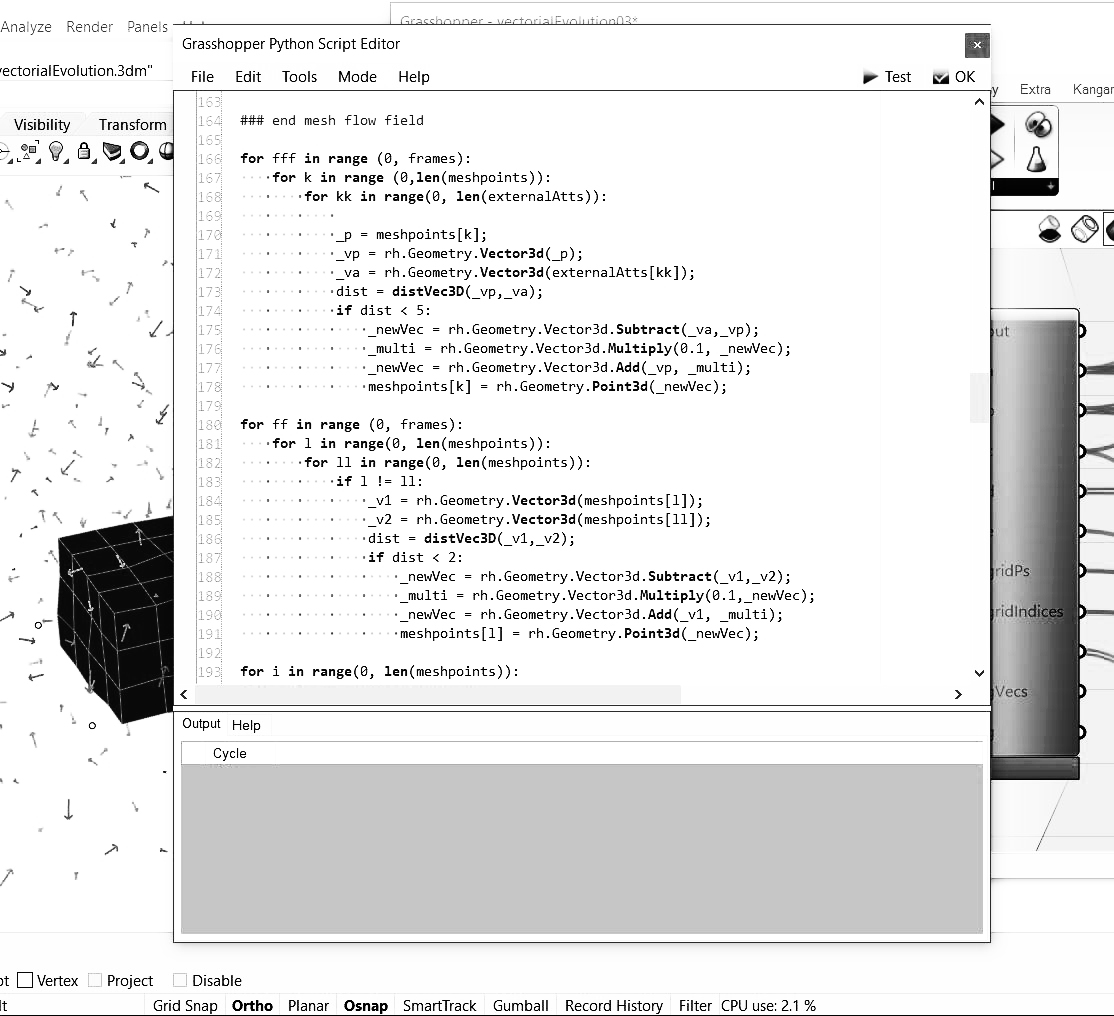 Grasshopper - vectorialEvolution03*
Analyze Render Panels
Grasshopper Python Script Editor
vectorialEvolution.3dm"
File Edit Tools Mode Help Test OK
Extra
Visibility Transform
163
164 ### end mesh flow field
165
166 for fff in range (0, frames):
167 for k in range (0,len(meshpoints)):
168 for kk in range(0, len(externalAtts)):
169
170 _p = meshpoints[k];
171 _vp = rh.Geometry.Vector3d(_p);
172 _va = rh.Geometry.Vector3d(externalAtts[kk]);
173 dist = distVec3D(_vp,_va);
174 if dist < 5:
175 _newVec = rh.Geometry.Vector3d.Subtract(_va,_vp);
176 _multi = rh.Geometry.Vector3d.Multiply(0.1, _newVec);
177 _newVec = rh.Geometry.Vector3d.Add(_vp, _multi);
178 meshpoints[k] = rh.Geometry.Point3d(_newVec);
179
180 for ff in range (0, frames):
181 for l in range(0, len(meshpoints)):
182 for ll in range(0, len(meshpoints)):
183 if l != ll:
184 _v1 = rh.Geometry.Vector3d(meshpoints[l]);
185 _v2 = rh.Geometry.Vector3d(meshpoints[ll]);
186 dist = distVec3D(_v1,_v2);
187 if dist < 2:
188 _newVec = rh.Geometry.Vector3d.Subtract(_v1,_v2);
189 _multi = rh.Geometry.Vector3d.Multiply(0.1,_newVec);
190 _newVec = rh.Geometry.Vector3d.Add(_v1, _multi);
191 meshpoints[l] = rh.Geometry.Point3d(_newVec);
192
193 for i in range(0, len(meshpoints)):
gridPs
gridIndices
gVecs
Output Help
Cycle
Vertex Project Disable
Grid Snap Ortho Planar Osnap SmartTrack Gumball Record History Filter CPU use: 2.1 %